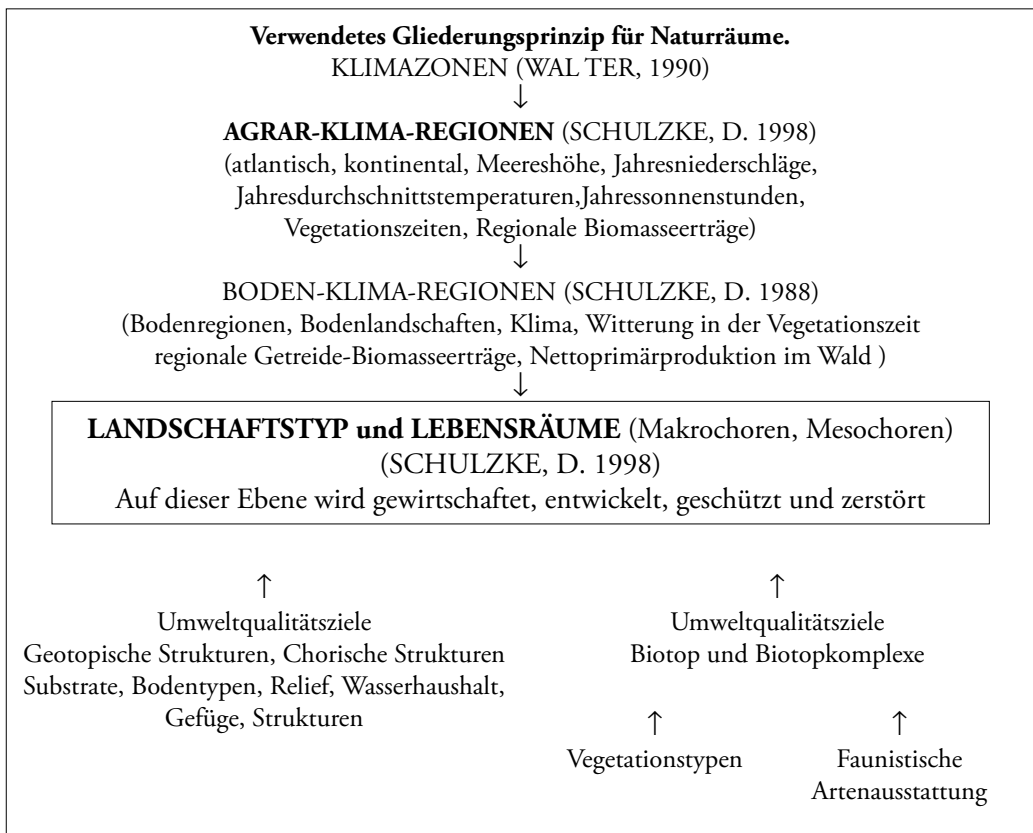 Verwendetes Gliederungsprinzip für Naturräume.
KLIMAZONEN (WAL TER, 1990)
↓
AGRAR-KLIMA-REGIONEN (SCHULZKE, D. 1998)
(atlantisch, kontinental, Meereshöhe, Jahresniederschläge,
Jahresdurchschnittstemperaturen,Jahressonnenstunden,
Vegetationszeiten, Regionale Biomasseerträge)
↓
BODEN-KLIMA-REGIONEN (SCHULZKE, D. 1988)
(Bodenregionen, Bodenlandschaften, Klima, Witterung in der Vegetationszeit
regionale Getreide-Biomasseerträge, Nettoprimärproduktion im Wald )
↓
LANDSCHAFTSTYP und LEBENSRÄUME (Makrochoren, Mesochoren)
(SCHULZKE, D. 1998)
Auf dieser Ebene wird gewirtschaftet, entwickelt, geschützt und zerstört
↑
Umweltqualitätsziele
Geotopische Strukturen, Chorische Strukturen
Substrate, Bodentypen, Relief, Wasserhaushalt,
Gefüge, Strukturen
↑
Umweltqualitätsziele
Biotop und Biotopkomplexe
↑
Vegetationstypen
↑
Faunistische
Artenausstattung